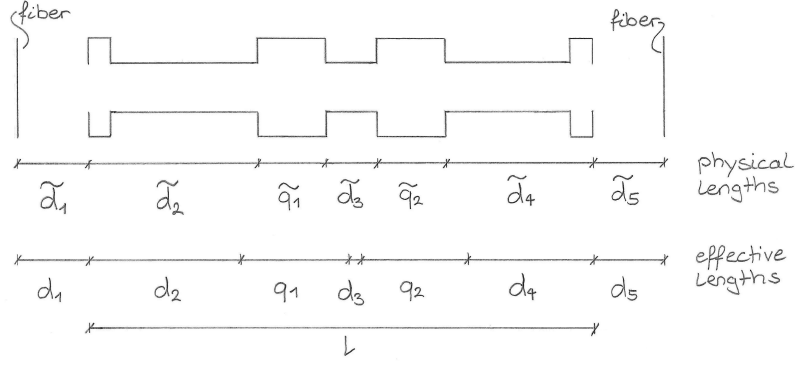 fiber
fiber
d̃₁ d̃₂ q̃₁ d̃₃ q̃₂ d̃₄ d̃₅
physical
lengths
d₁ d₂ q₁ d₃ q₂ d₄ d₅
effective
lengths
L